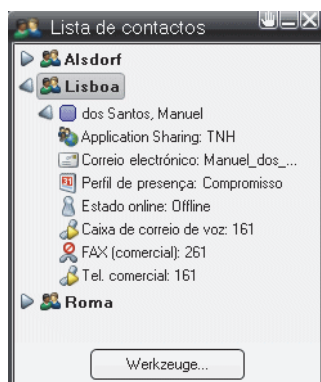 Lista de contactos
Alsdorf
Lisboa
dos Santos, Manuel
Application Sharing: TNH
Correio electrónico: Manuel_dos_...
Perfil de presença: Compromisso
Estado online: Offline
Caixa de correio de voz: 161
FAX (comercial): 261
Tel. comercial: 161
Roma
Werkzeuge...